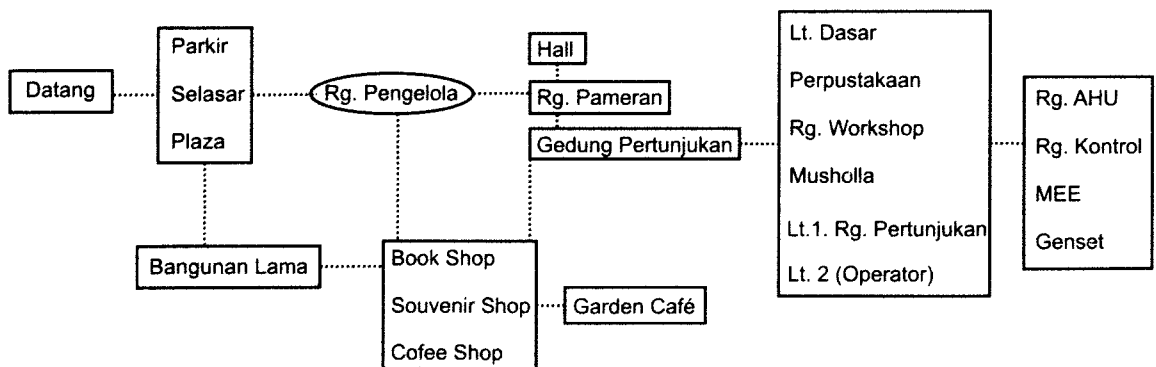 Datang
Parkir
Selasar
Plaza
Rg. Pengelola
Hall
Rg. Pameran
Gedung Pertunjukan
Lt. Dasar
Perpustakaan
Rg. Workshop
Musholla
Lt.1. Rg. Pertunjukan
Lt. 2 (Operator)
Rg. AHU
Rg. Kontrol
MEE
Genset
Bangunan Lama
Book Shop
Souvenir Shop
Cofee Shop
Garden Café